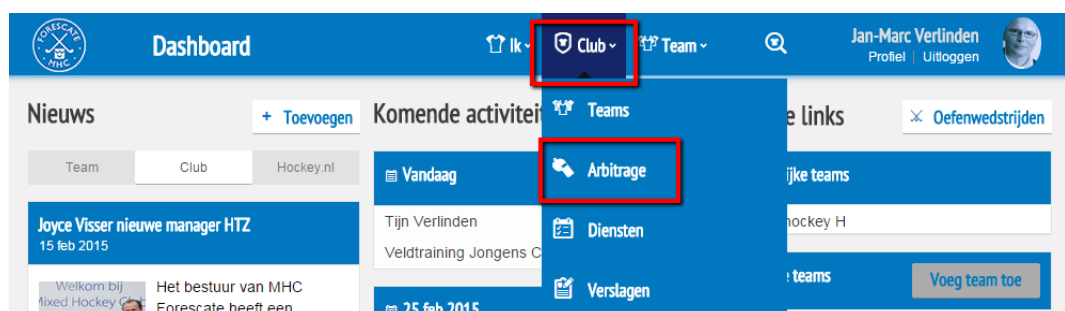 FORESCATE
MHC
Dashboard
Ik
Club
Team
Jan-Marc Verlinden
Profiel | Uitloggen
Nieuws
+ Toevoegen
Team
Club
Hockey.nl
Joyce Visser nieuwe manager HTZ
15 feb 2015
Welkom bij
Mixed Hockey
Het bestuur van MHC
Forescate heeft een
Komende activiteit
Vandaag
Tijn Verlinden
Veldtraining Jongens C
25 feb 2015
Teams
Arbitrage
Diensten
Verslagen
e links
Oefenwedstrijden
ijke teams
hockey H
teams
Voeg team toe